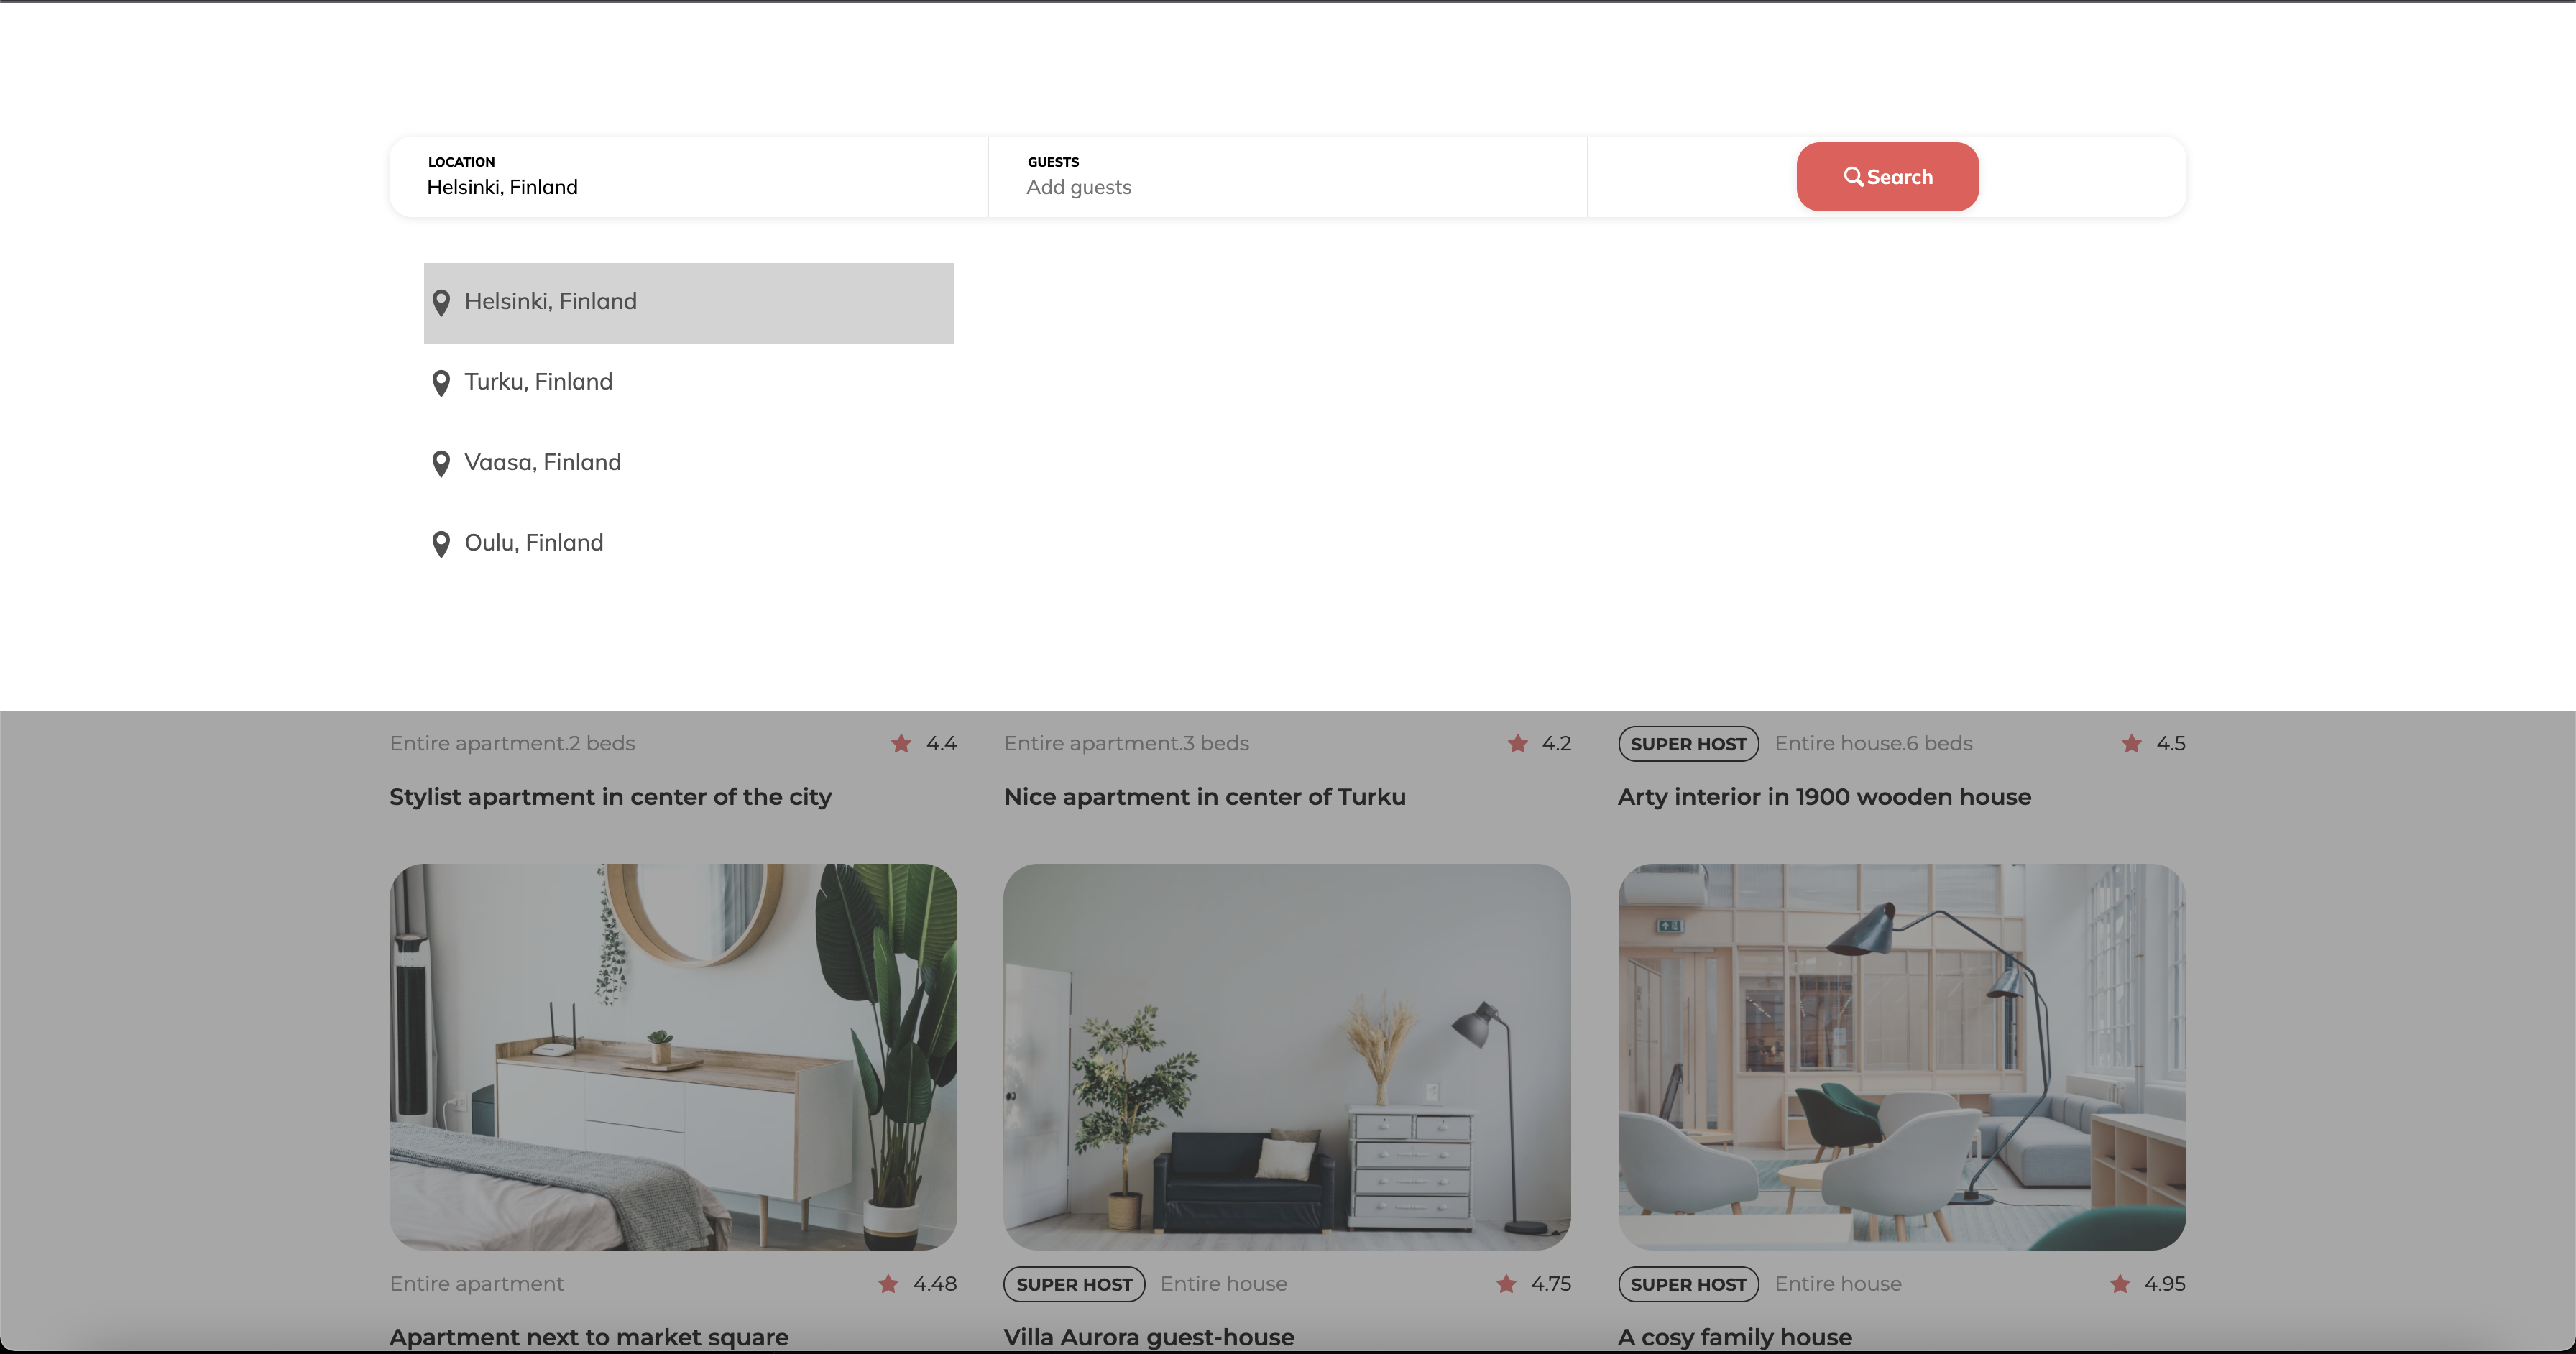 LOCATION
Helsinki, Finland
GUESTS
Add guests
Search
Helsinki, Finland
Turku, Finland
Vaasa, Finland
Oulu, Finland
Entire apartment.2 beds 4.4
Stylist apartment in center of the city
Entire apartment.3 beds 4.2
Nice apartment in center of Turku
SUPER HOST Entire house.6 beds 4.5
Arty interior in 1900 wooden house
Entire apartment 4.48
Apartment next to market square
SUPER HOST Entire house 4.75
Villa Aurora guest-house
SUPER HOST Entire house 4.95
A cosy family house